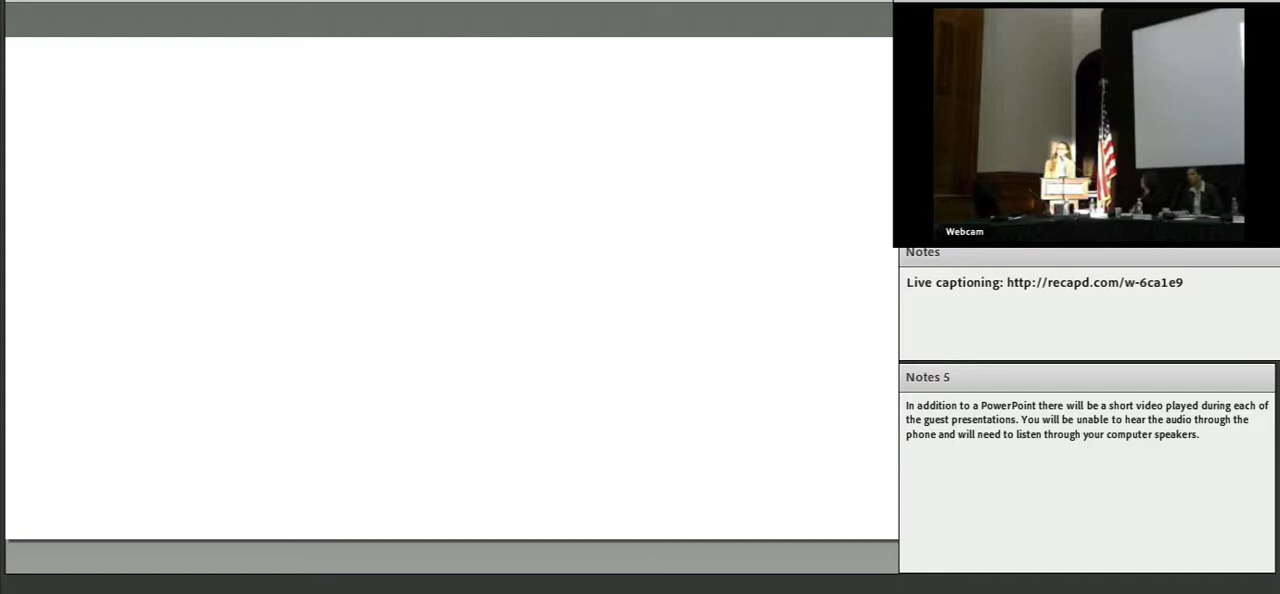 Webcam
Notes
Live captioning: http://recapd.com/w-6ca1e9
Notes 5
In addition to a PowerPoint there will be a short video played during each of
the guest presentations. You will be unable to hear the audio through the
phone and will need to listen through your computer speakers.